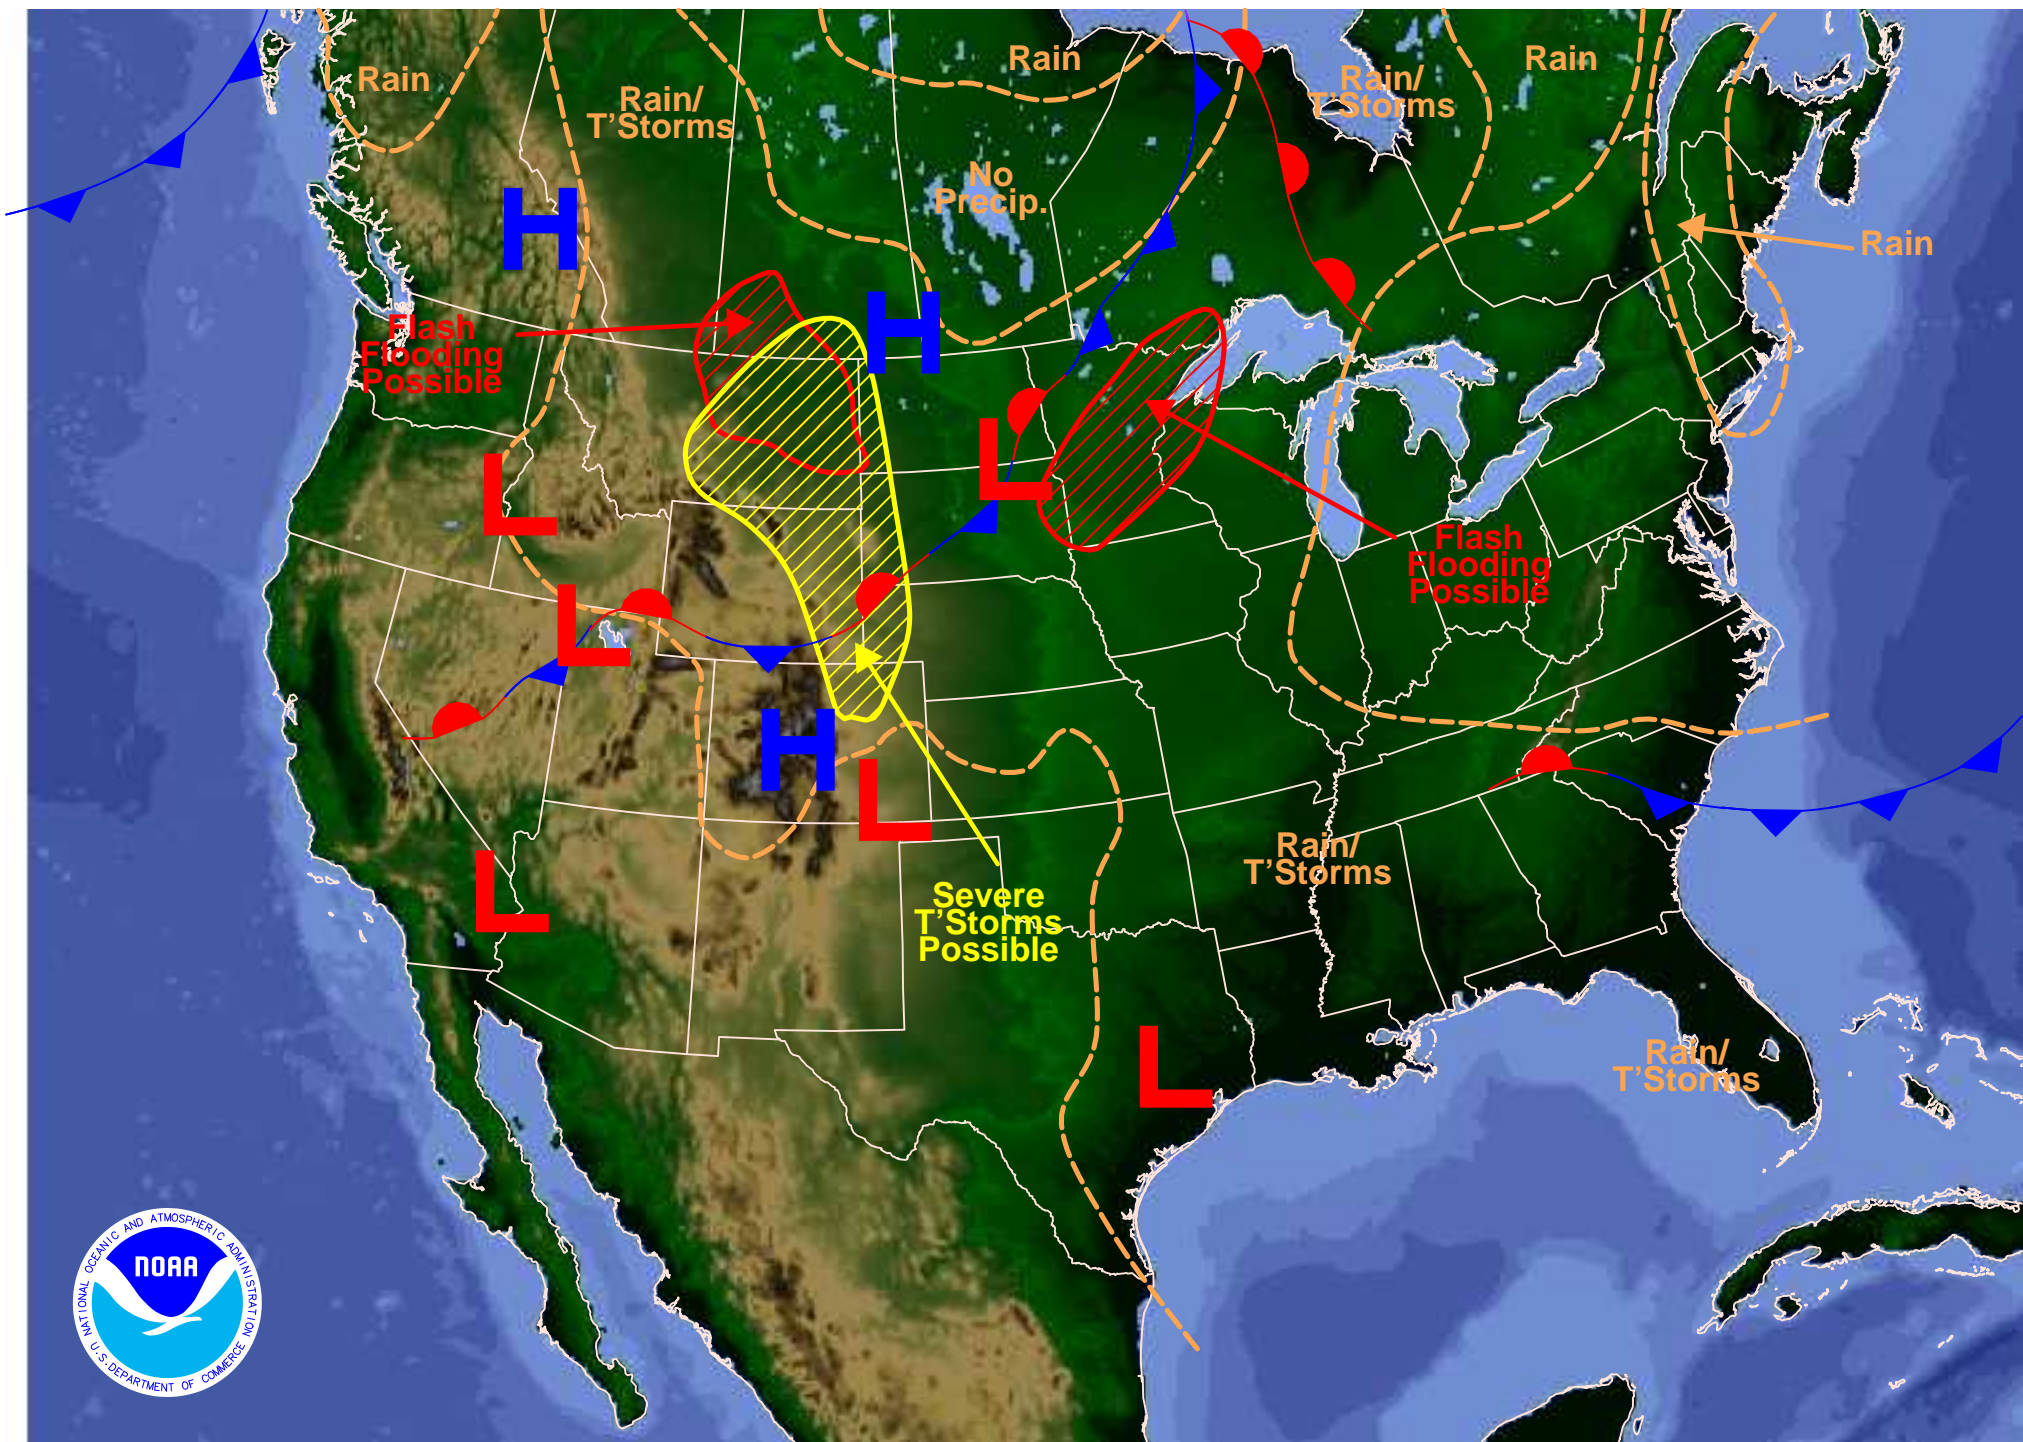 Rain
Rain/
T'Storms
Rain
No
Precip.
Rain/
T'Storms
Rain
Rain
H
H
Flash
Flooding
Possible
L
L
L
Flash
Flooding
Possible
H
L
L
Severe
T'Storms
Possible
Rain/
T'Storms
L
Rain/
T'Storms
NATIONAL OCEANIC AND ATMOSPHERIC ADMINISTRATION
NOAA
U.S. DEPARTMENT OF COMMERCE